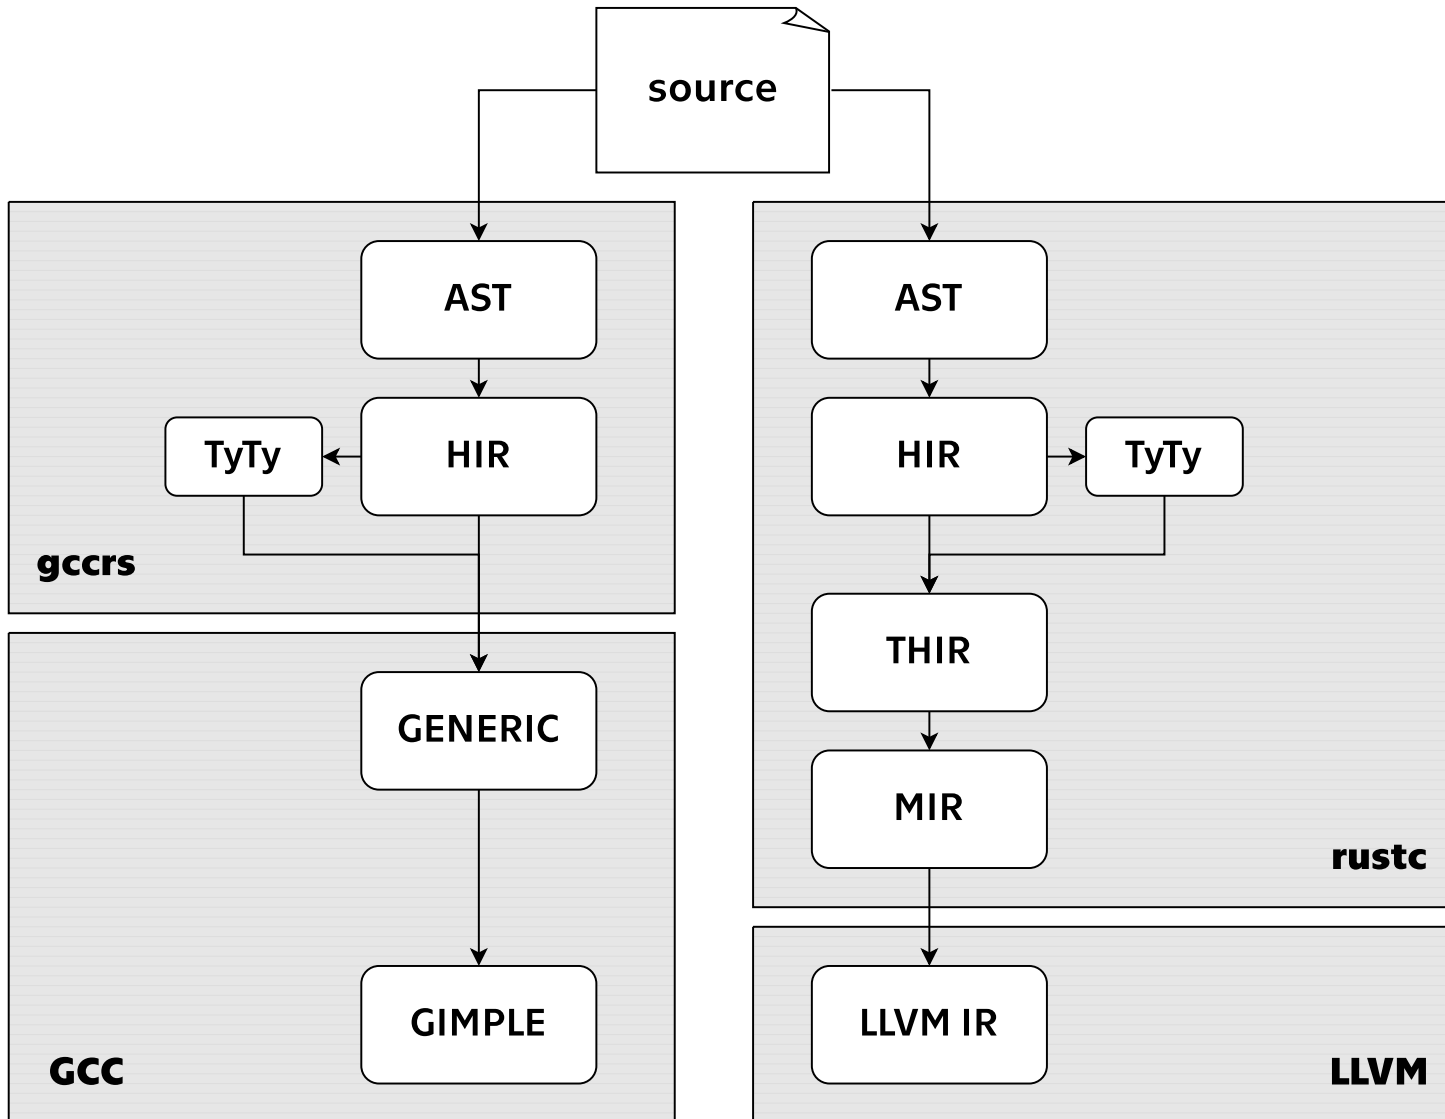 source
AST
HIR
TyTy
gccrs
GENERIC
GIMPLE
GCC
AST
HIR
TyTy
THIR
MIR
rustc
LLVM IR
LLVM